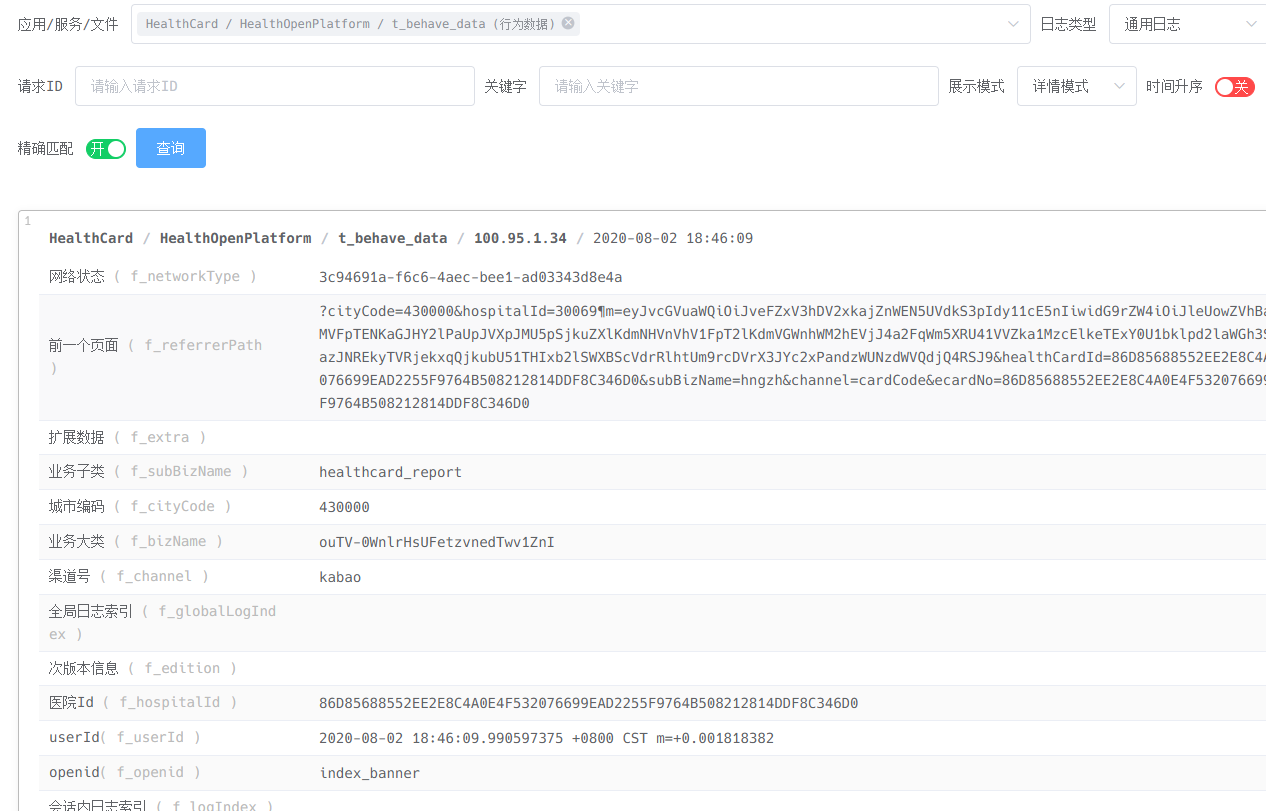 应用/服务/文件 HealthCard / HealthOpenPlatform / t_behave_data (行为数据) 日志类型 通用日志
请求ID 请输入请求ID 关键字 请输入关键字 展示模式 详情模式 时间升序 关
精确匹配 开 查询
1
HealthCard / HealthOpenPlatform / t_behave_data / 100.95.1.34 / 2020-08-02 18:46:09
网络状态 ( f_networkType ) 3c94691a-f6c6-4aec-bee1-ad03343d8e4a
前一个页面 ( f_referrerPath )
?cityCode=430000&hospitalId=30069¶m=eyJvcGVuaWQiOiJveFZxV3hDV2xkajZnWEN5UVdkS3pIdy11cE5nIiwidG9rZW4iOiJleUowZVhBa
MVFpTENKaGJHY2lPaUpJVXpJMU5pSjkuZXlKdmNHVnVhV1FpT2lKdmVGWnhWM2hEVjJ4a2FqWm5XRU41VVZka1MzcElkeTExY0U1bklpd2laWGh3S
azJNREkyTVRjekxqQjkubU51THIxb2lSWXBScVdrRlhtUm9rcDVrX3JYc2xPandzWUNzdWVQdjQ4RSJ9&healthCardId=86D85688552EE2E8C4A
076699EAD2255F9764B508212814DDF8C346D0&subBizName=hngzh&channel=cardCode&ecardNo=86D85688552EE2E8C4A0E4F532076699
F9764B508212814DDF8C346D0
扩展数据 ( f_extra )
业务子类 ( f_subBizName ) healthcard_report
城市编码 ( f_cityCode ) 430000
业务大类 ( f_bizName ) ouTV-0WnlrHsUFetzvnedTwv1ZnI
渠道号 ( f_channel ) kabao
全局日志索引 ( f_globalLogInd
ex )
次版本信息 ( f_edition )
医院Id ( f_hospitalId ) 86D85688552EE2E8C4A0E4F532076699EAD2255F9764B508212814DDF8C346D0
userId( f_userId ) 2020-08-02 18:46:09.990597375 +0800 CST m=+0.001818382
openid( f_openid ) index_banner
会话内日志索引 ( f_logIndex )